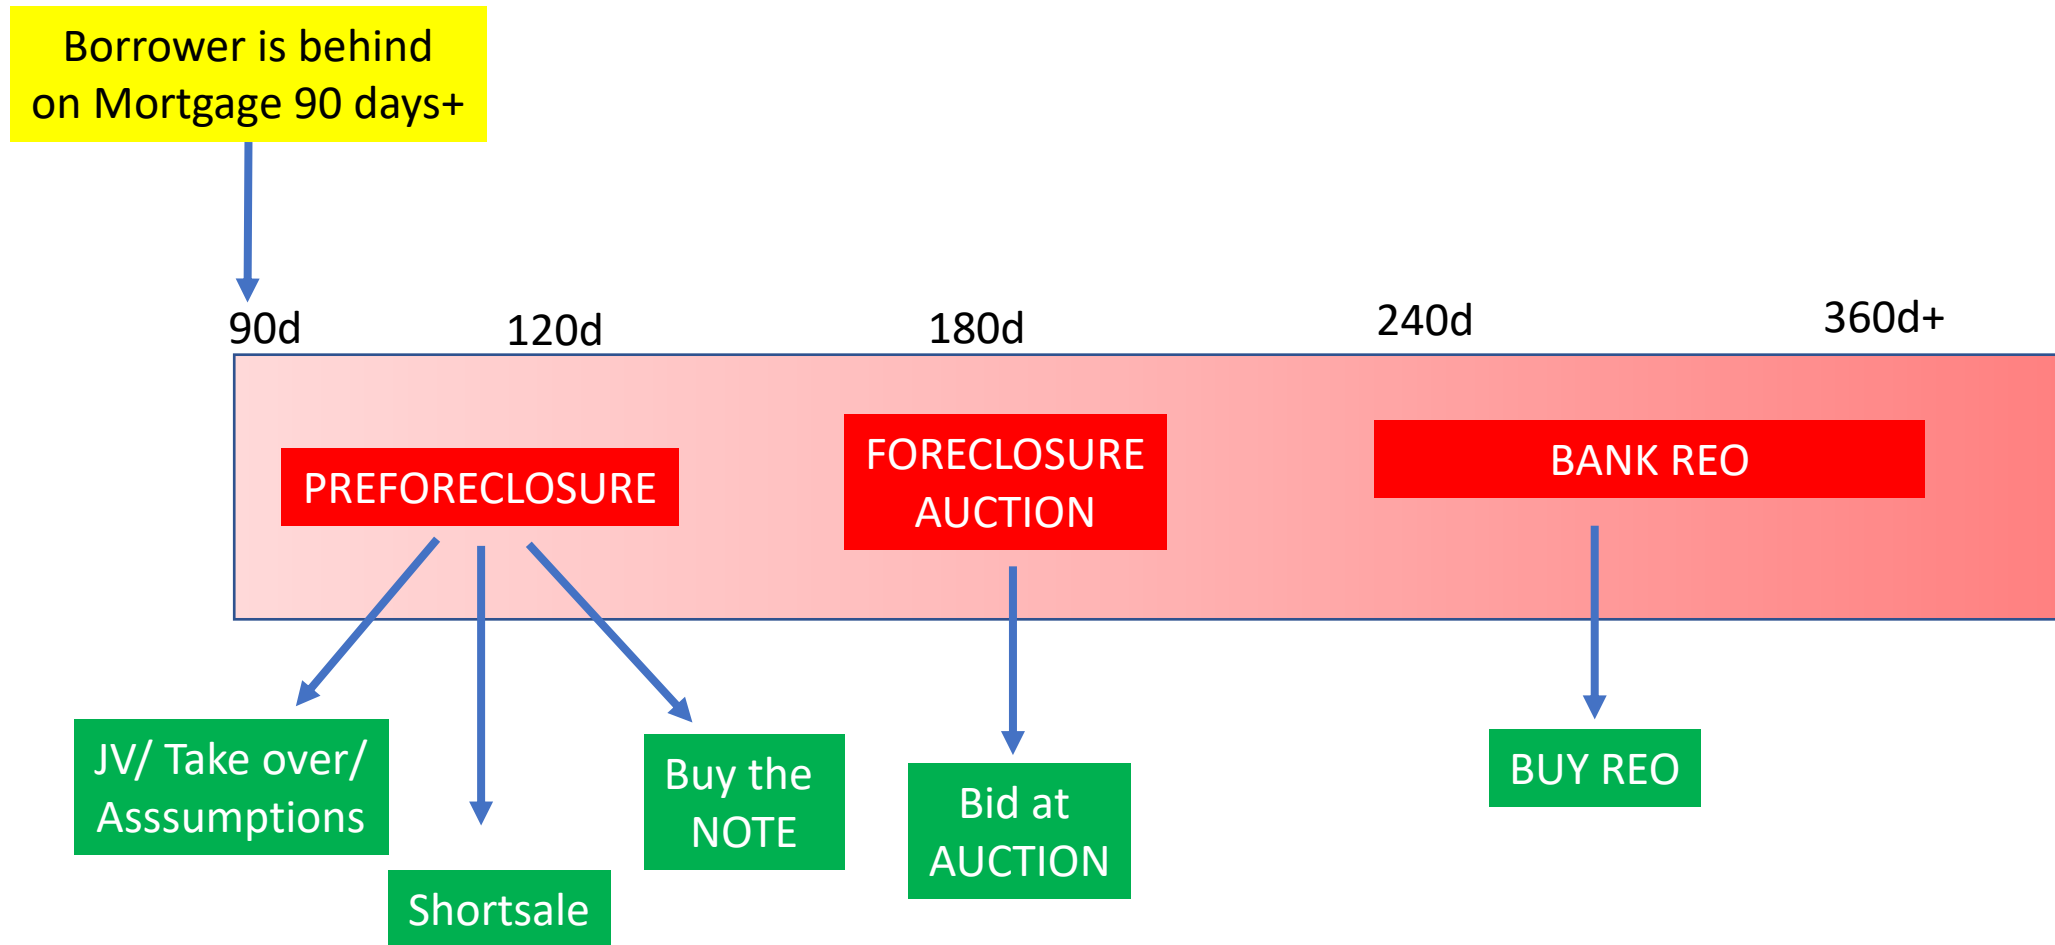 Borrower is behind
on Mortgage 90 days+
90d
120d
180d
240d
360d+
PREFORECLOSURE
FORECLOSURE
AUCTION
BANK REO
JV/ Take over/
Asssumptions
Shortsale
Buy the
NOTE
Bid at
AUCTION
BUY REO